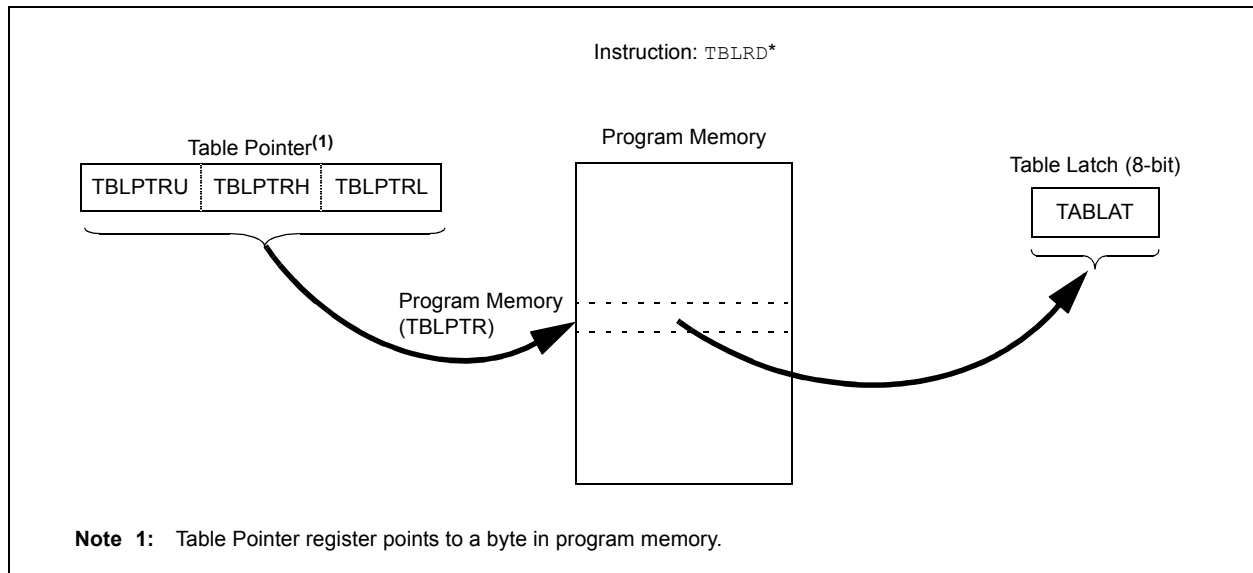 Instruction: TBLRD*
Table Pointer(1)
Program Memory
Table Latch (8-bit)
TBLPTRU TBLPTRH TBLPTRL
TABLAT
Program Memory
(TBLPTR)
Note 1: Table Pointer register points to a byte in program memory.